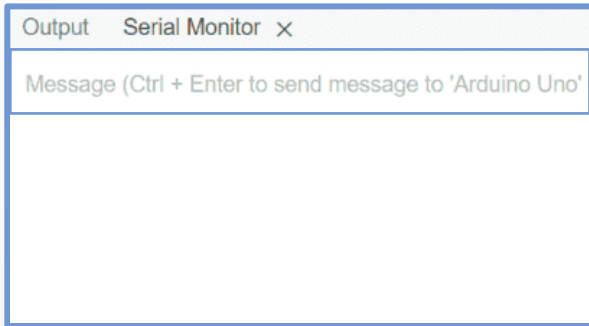 Output Serial Monitor ×
Message (Ctrl + Enter to send message to 'Arduino Uno'